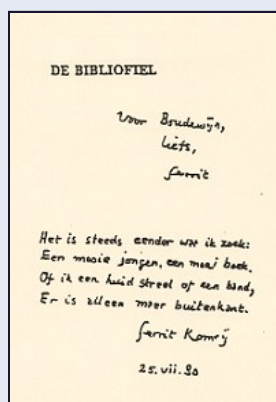 DE BIBLIOFIEL
Voor Boudewijn,
liefs,
Gerrit
Het is steeds eender wat ik zoek:
Een mooie jongen, een mooi boek.
Of ik een huid streel of een band,
Er is alleen maar buitenkant.
Gerrit Komrij
25.vii.90